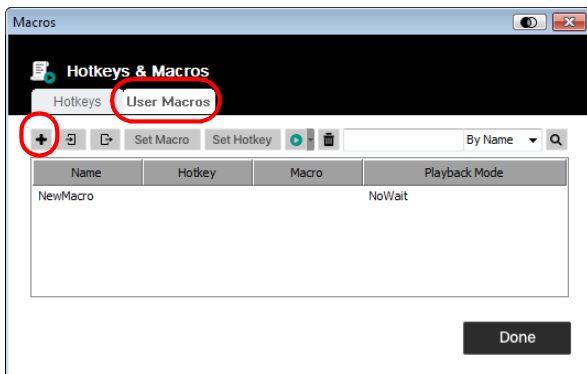 Macros
Hotkeys & Macros
Hotkeys User Macros
Set Macro Set Hotkey By Name
Name Hotkey Macro Playback Mode
NewMacro NoWait
Done